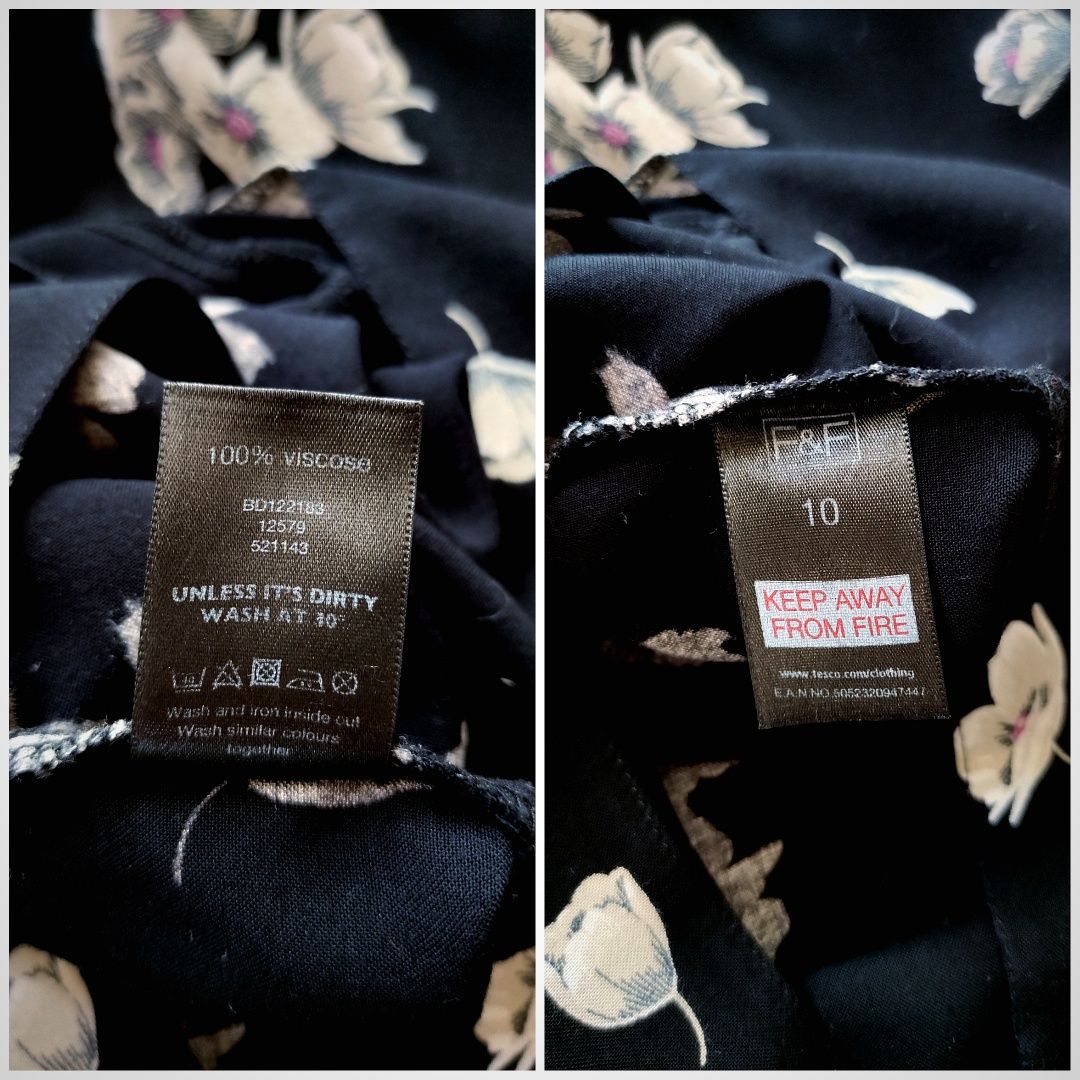 100% VISCOSE
BD122183
12579
521143
UNLESS IT'S DIRTY
WASH AT 30°
30
Wash and iron inside out
Wash similar colours
together
F&F
10
KEEP AWAY
FROM FIRE
www.tesco.com/clothing
E.A.N NO.5052320947447